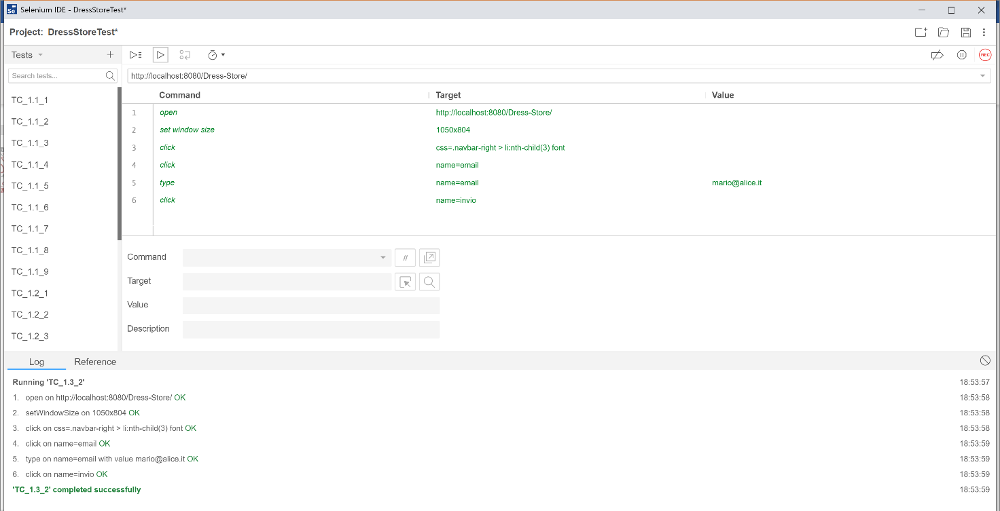 Selenium IDE - DressStoreTest*
Project: DressStoreTest*
Tests
REC
Search tests...
http://localhost:8080/Dress-Store/
Command Target Value
1 open http://localhost:8080/Dress-Store/
2 set window size 1050x804
3 click css=.navbar-right > li:nth-child(3) font
4 click name=email
5 type name=email mario@alice.it
6 click name=invio
TC_1.1_1
TC_1.1_2
TC_1.1_3
TC_1.1_4
TC_1.1_5
TC_1.1_6
TC_1.1_7
TC_1.1_8
TC_1.1_9
TC_1.2_1
TC_1.2_2
TC_1.2_3
Command //
Target
Value
Description
Log Reference
Running 'TC_1.3_2' 18:53:57
1. open on http://localhost:8080/Dress-Store/ OK 18:53:58
2. setWindowSize on 1050x804 OK 18:53:58
3. click on css=.navbar-right > li:nth-child(3) font OK 18:53:58
4. click on name=email OK 18:53:59
5. type on name=email with value mario@alice.it OK 18:53:59
6. click on name=invio OK 18:53:59
'TC_1.3_2' completed successfully 18:53:59